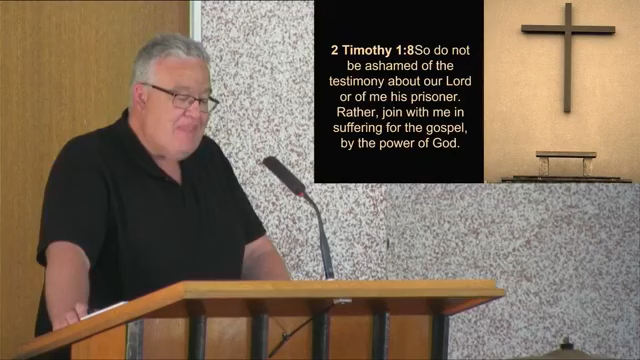 2 Timothy 1:8So do not
be ashamed of the
testimony about our Lord
or of me his prisoner.
Rather, join with me in
suffering for the gospel,
by the power of God.